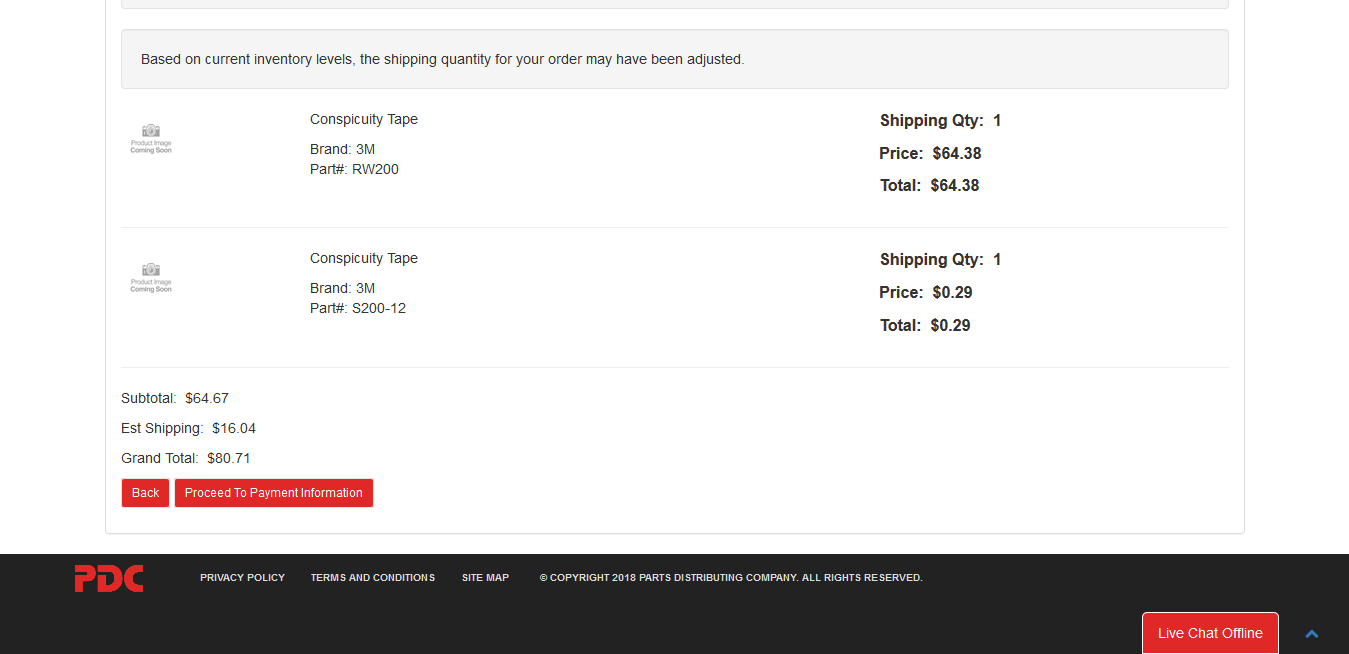 Based on current inventory levels, the shipping quantity for your order may have been adjusted.
Product Image
Coming Soon
Conspicuity Tape
Brand: 3M
Part#: RW200
Shipping Qty: 1
Price: $64.38
Total: $64.38
Product Image
Coming Soon
Conspicuity Tape
Brand: 3M
Part#: S200-12
Shipping Qty: 1
Price: $0.29
Total: $0.29
Subtotal: $64.67
Est Shipping: $16.04
Grand Total: $80.71
Back Proceed To Payment Information
PDC PRIVACY POLICY TERMS AND CONDITIONS SITE MAP © COPYRIGHT 2018 PARTS DISTRIBUTING COMPANY. ALL RIGHTS RESERVED.
Live Chat Offline